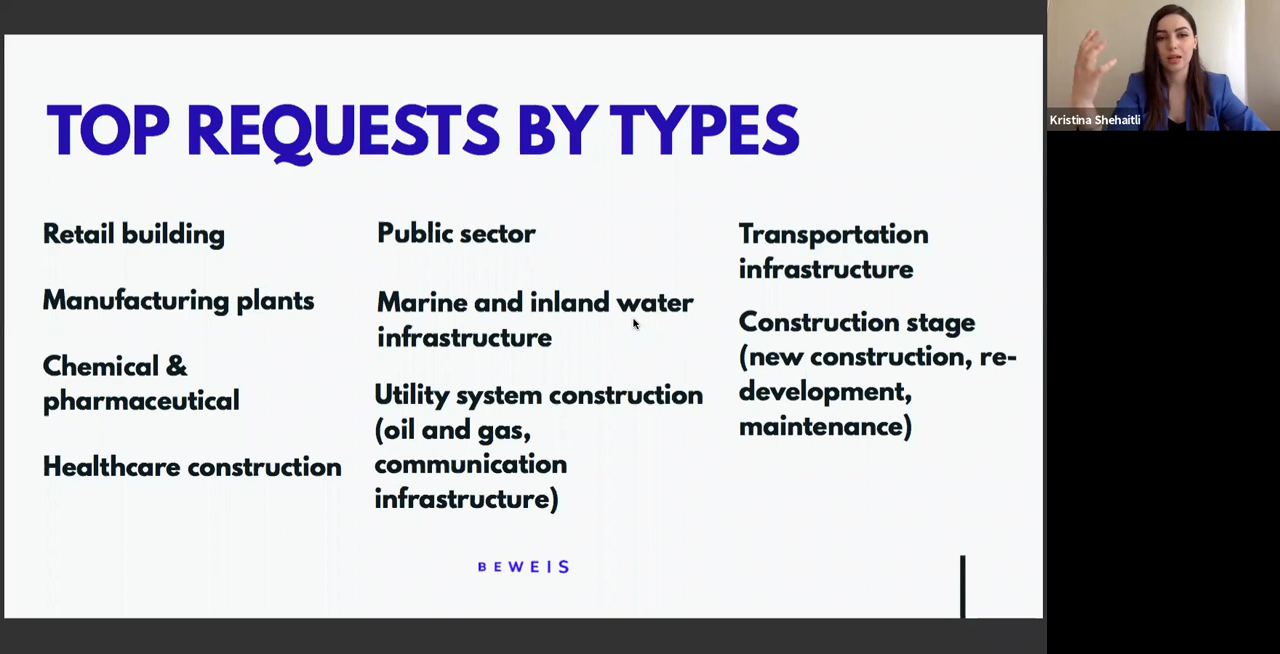 TOP REQUESTS BY TYPES
Retail building
Manufacturing plants
Chemical &
pharmaceutical
Healthcare construction
Public sector
Marine and inland water
infrastructure
Utility system construction
(oil and gas,
communication
infrastructure)
Transportation
infrastructure
Construction stage
(new construction, re-
development,
maintenance)
BEWEIS
Kristina Shehaitli